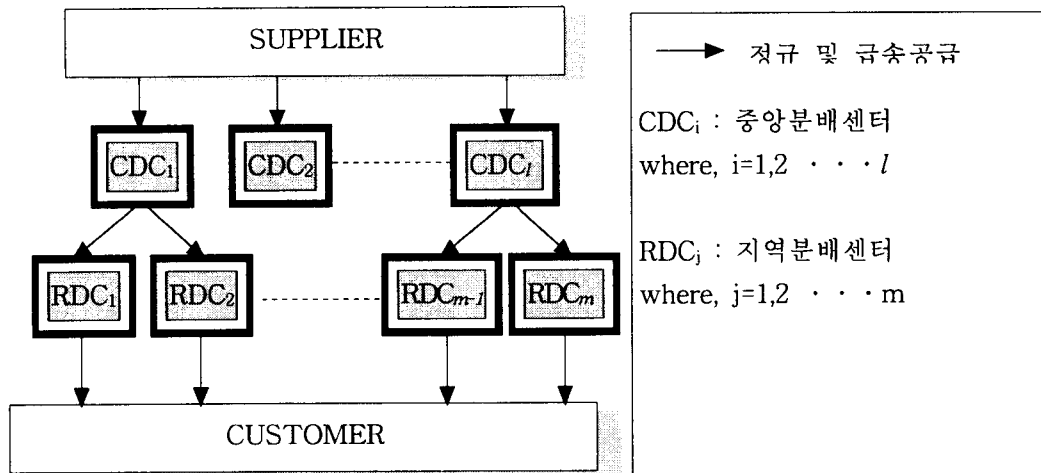 SUPPLIER
CDC₁ CDC₂ CDCₗ
RDC₁ RDC₂ RDCₘ₋₁ RDCₘ
CUSTOMER
정규 및 급송공급
CDCᵢ : 중앙분배센터
where, i=1,2 · · · l
RDCⱼ : 지역분배센터
where, j=1,2 · · · m